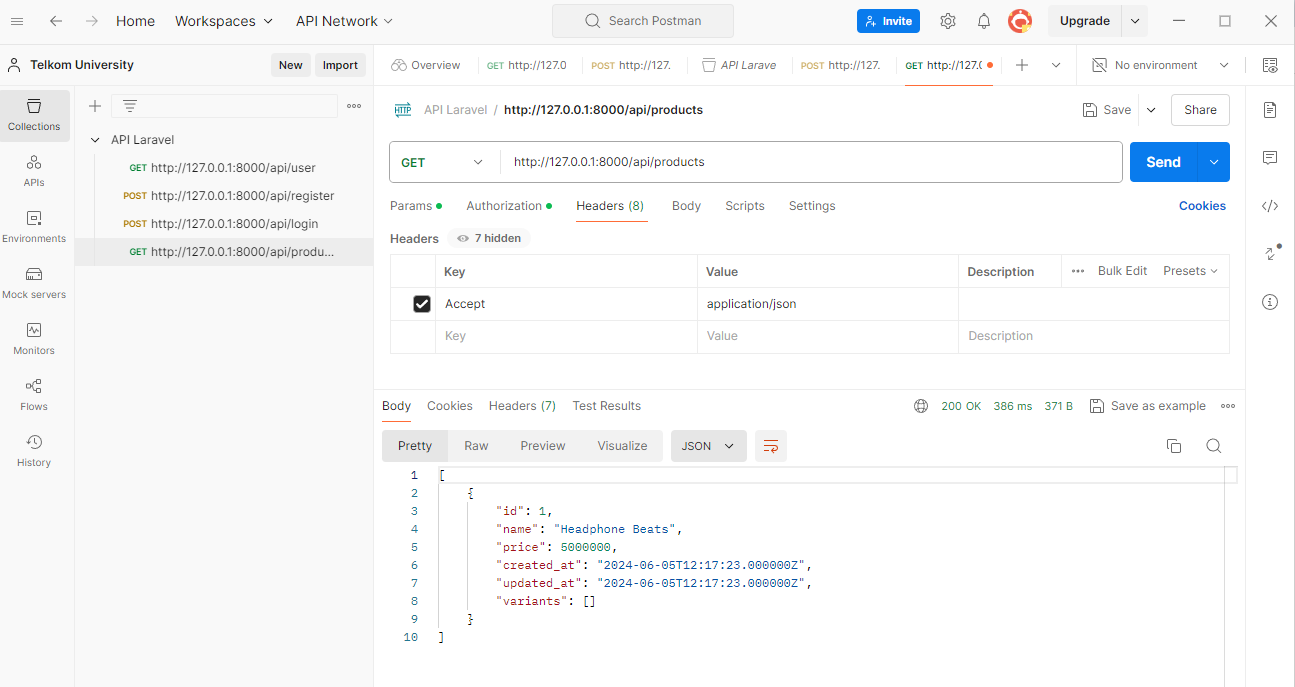 Home Workspaces API Network Search Postman Invite Upgrade
Telkom University New Import Overview GET http://127.0 POST http://127. API Larave POST http://127. GET http://127.0 No environment
Collections
APIs
Environments
Mock servers
Monitors
Flows
History
API Laravel
GET http://127.0.0.1:8000/api/user
POST http://127.0.0.1:8000/api/register
POST http://127.0.0.1:8000/api/login
GET http://127.0.0.1:8000/api/produ...
HTTP API Laravel / http://127.0.0.1:8000/api/products Save Share
GET http://127.0.0.1:8000/api/products Send
Params Authorization Headers (8) Body Scripts Settings Cookies
Headers 7 hidden
Key Value Description Bulk Edit Presets
Accept application/json
Key Value Description
Body Cookies Headers (7) Test Results 200 OK 386 ms 371 B Save as example
Pretty Raw Preview Visualize JSON
1 [
2 {
3 "id": 1,
4 "name": "Headphone Beats",
5 "price": 5000000,
6 "created_at": "2024-06-05T12:17:23.000000Z",
7 "updated_at": "2024-06-05T12:17:23.000000Z",
8 "variants": []
9 }
10 ]